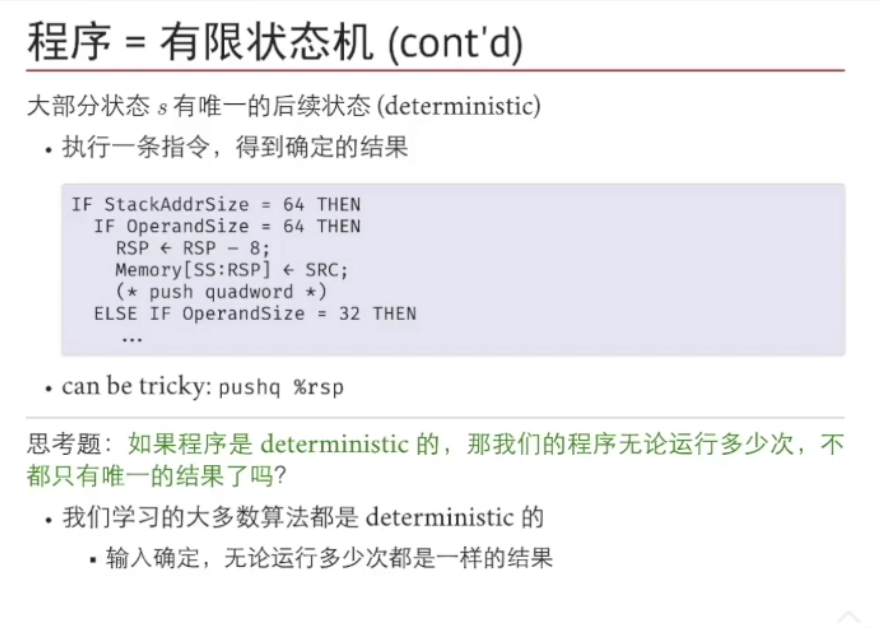 程序 = 有限状态机 (cont'd)
大部分状态 s 有唯一的后续状态 (deterministic)
• 执行一条指令，得到确定的结果
IF StackAddrSize = 64 THEN
  IF OperandSize = 64 THEN
    RSP ← RSP − 8;
    Memory[SS:RSP] ← SRC;
    (* push quadword *)
  ELSE IF OperandSize = 32 THEN
    ...
• can be tricky: pushq %rsp
思考题：如果程序是 deterministic 的，那我们的程序无论运行多少次，不
都只有唯一的结果了吗?
• 我们学习的大多数算法都是 deterministic 的
▪ 输入确定，无论运行多少次都是一样的结果